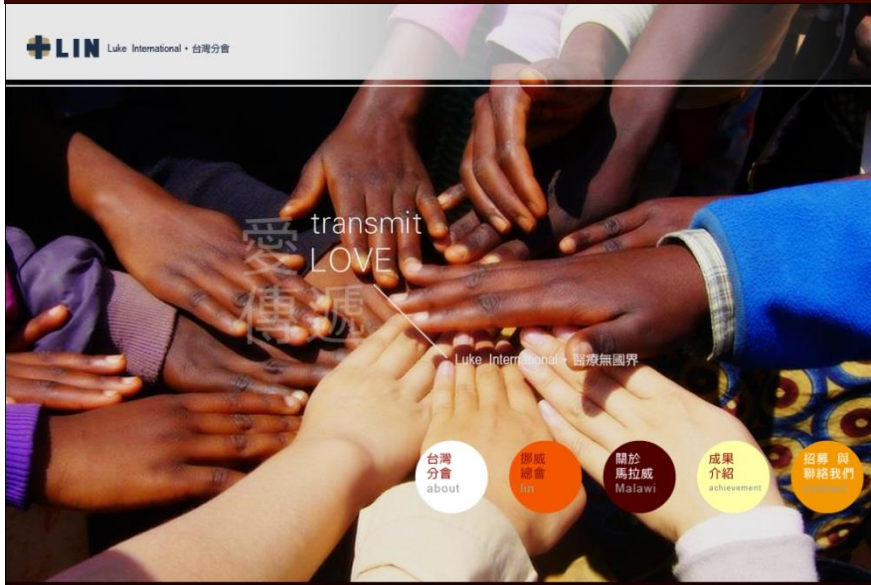 LIN Luke International・台灣分會
transmit
LOVE
愛
傳遞
Luke International・醫療無國界
台灣
分會
about
挪威
總會
lin
關於
馬拉威
Malawi
成果
介紹
achievement
招募 與
聯絡我們